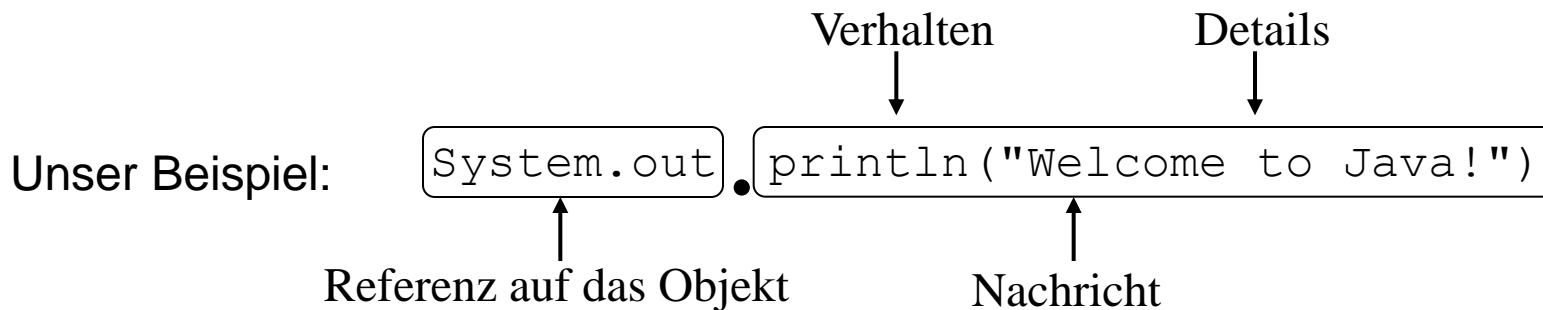 Verhalten Details
Unser Beispiel: System.out.println("Welcome to Java!")
Referenz auf das Objekt Nachricht